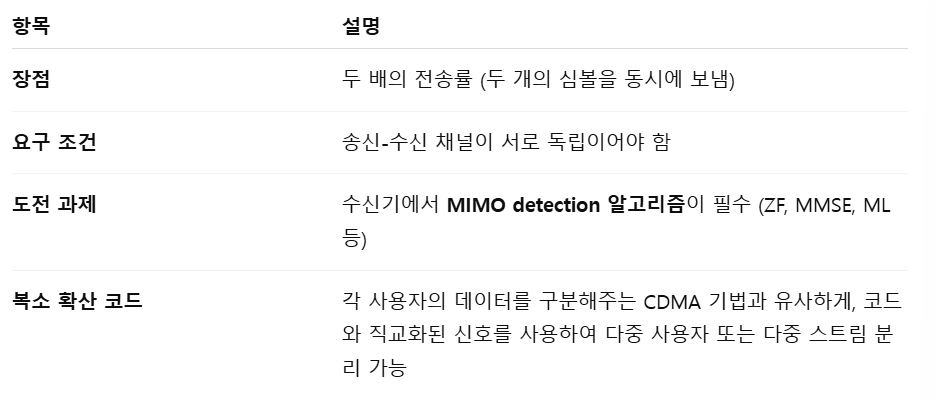 항목 설명
장점 두 배의 전송률 (두 개의 심볼을 동시에 보냄)
요구 조건 송신-수신 채널이 서로 독립이어야 함
도전 과제 수신기에서 MIMO detection 알고리즘이 필수 (ZF, MMSE, ML
등)
복소 확산 코드 각 사용자의 데이터를 구분해주는 CDMA 기법과 유사하게, 코드
와 직교화된 신호를 사용하여 다중 사용자 또는 다중 스트림 분
리 가능